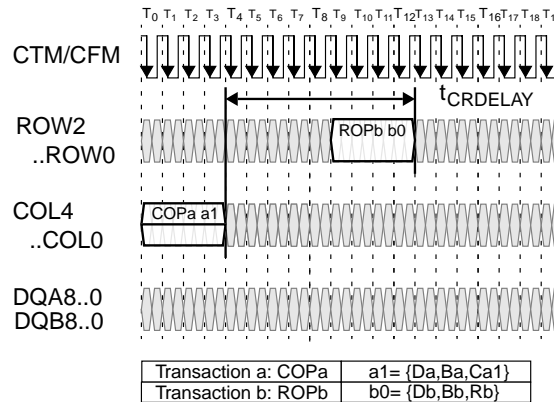 T0 T1 T2 T3 T4 T5 T6 T7 T8 T9 T10 T11 T12 T13 T14 T15 T16 T17 T18 T1
CTM/CFM
tCRDELAY
ROW2
..ROW0
ROPb b0
COL4
..COL0
COPa a1
DQA8..0
DQB8..0
Transaction a: COPa a1= {Da,Ba,Ca1}
Transaction b: ROPb b0= {Db,Bb,Rb}